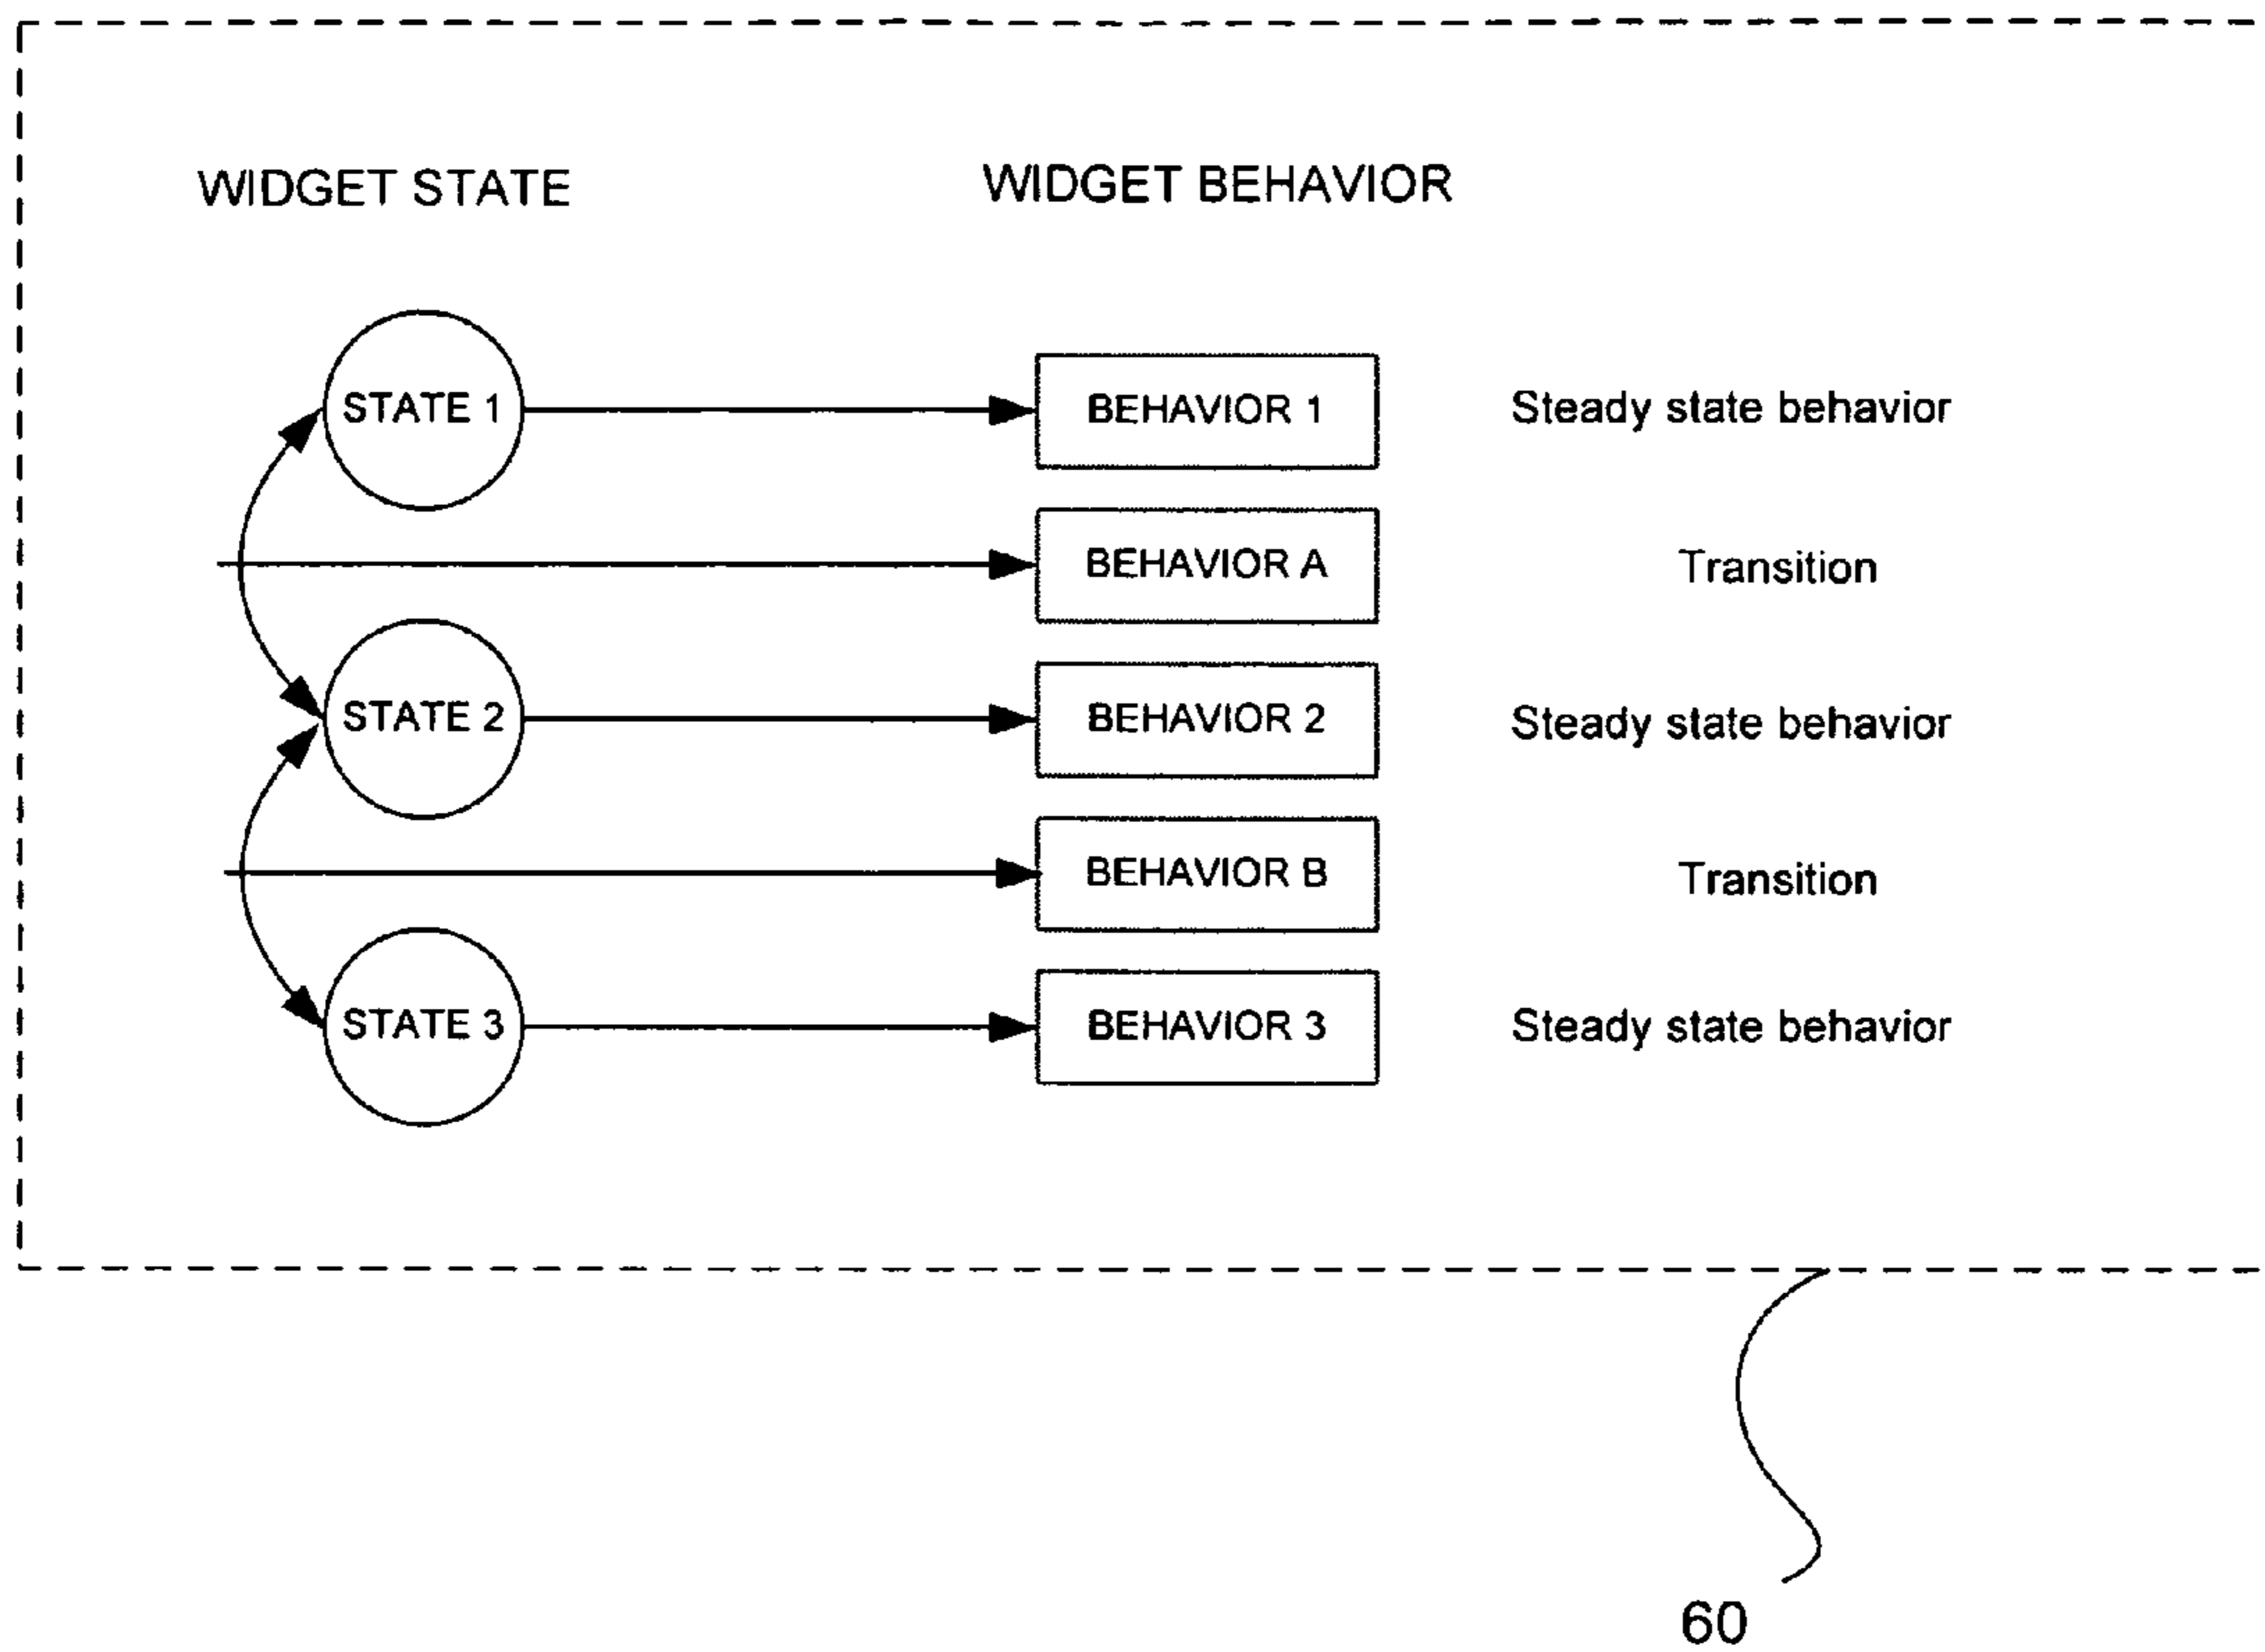 WIDGET STATE WIDGET BEHAVIOR
STATE 1 BEHAVIOR 1 Steady state behavior
BEHAVIOR A Transition
STATE 2 BEHAVIOR 2 Steady state behavior
BEHAVIOR B Transition
STATE 3 BEHAVIOR 3 Steady state behavior
60